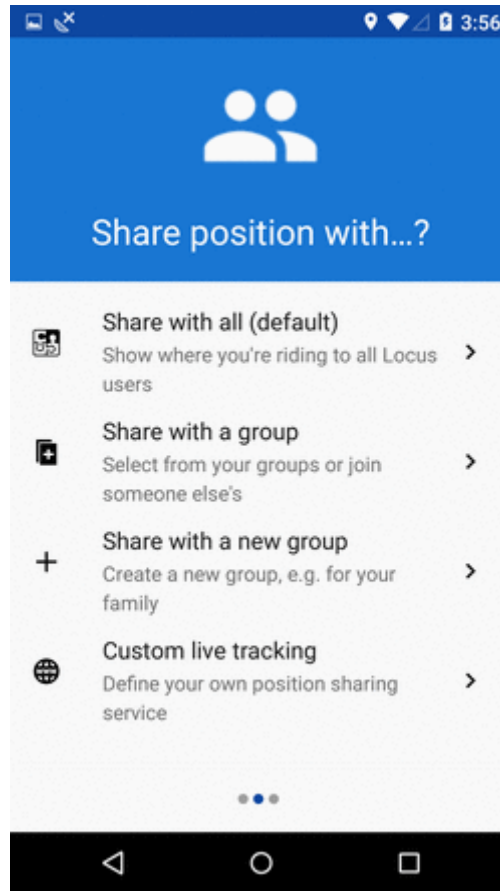 3:56
Share position with...?
Share with all (default)
Show where you're riding to all Locus
users
Share with a group
Select from your groups or join
someone else's
Share with a new group
Create a new group, e.g. for your
family
Custom live tracking
Define your own position sharing
service